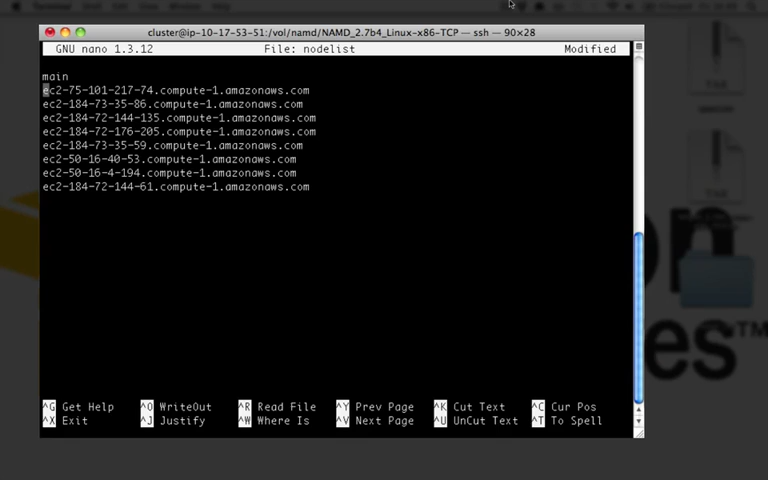 cluster@ip-10-17-53-51:/vol/namd/NAMD_2.7b4_Linux-x86-TCP — ssh — 90×28
GNU nano 1.3.12 File: nodelist Modified
main
ec2-75-101-217-74.compute-1.amazonaws.com
ec2-184-73-35-86.compute-1.amazonaws.com
ec2-184-72-144-135.compute-1.amazonaws.com
ec2-184-72-176-205.compute-1.amazonaws.com
ec2-184-73-35-59.compute-1.amazonaws.com
ec2-50-16-40-53.compute-1.amazonaws.com
ec2-50-16-4-194.compute-1.amazonaws.com
ec2-184-72-144-61.compute-1.amazonaws.com
^G Get Help ^O WriteOut ^R Read File ^Y Prev Page ^K Cut Text ^C Cur Pos
^X Exit ^J Justify ^W Where Is ^V Next Page ^U UnCut Text ^T To Spell
on
es™